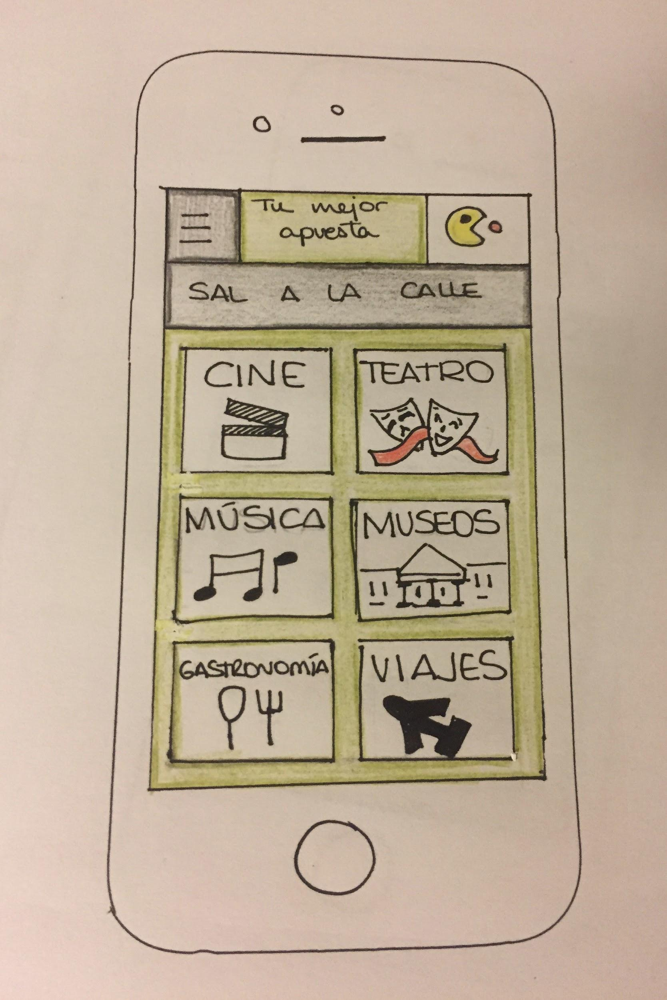 Tu mejor
apuesta
SAL A LA CALLE
CINE
TEATRO
MÚSICA
MUSEOS
GASTRONOMÍA
VIAJES